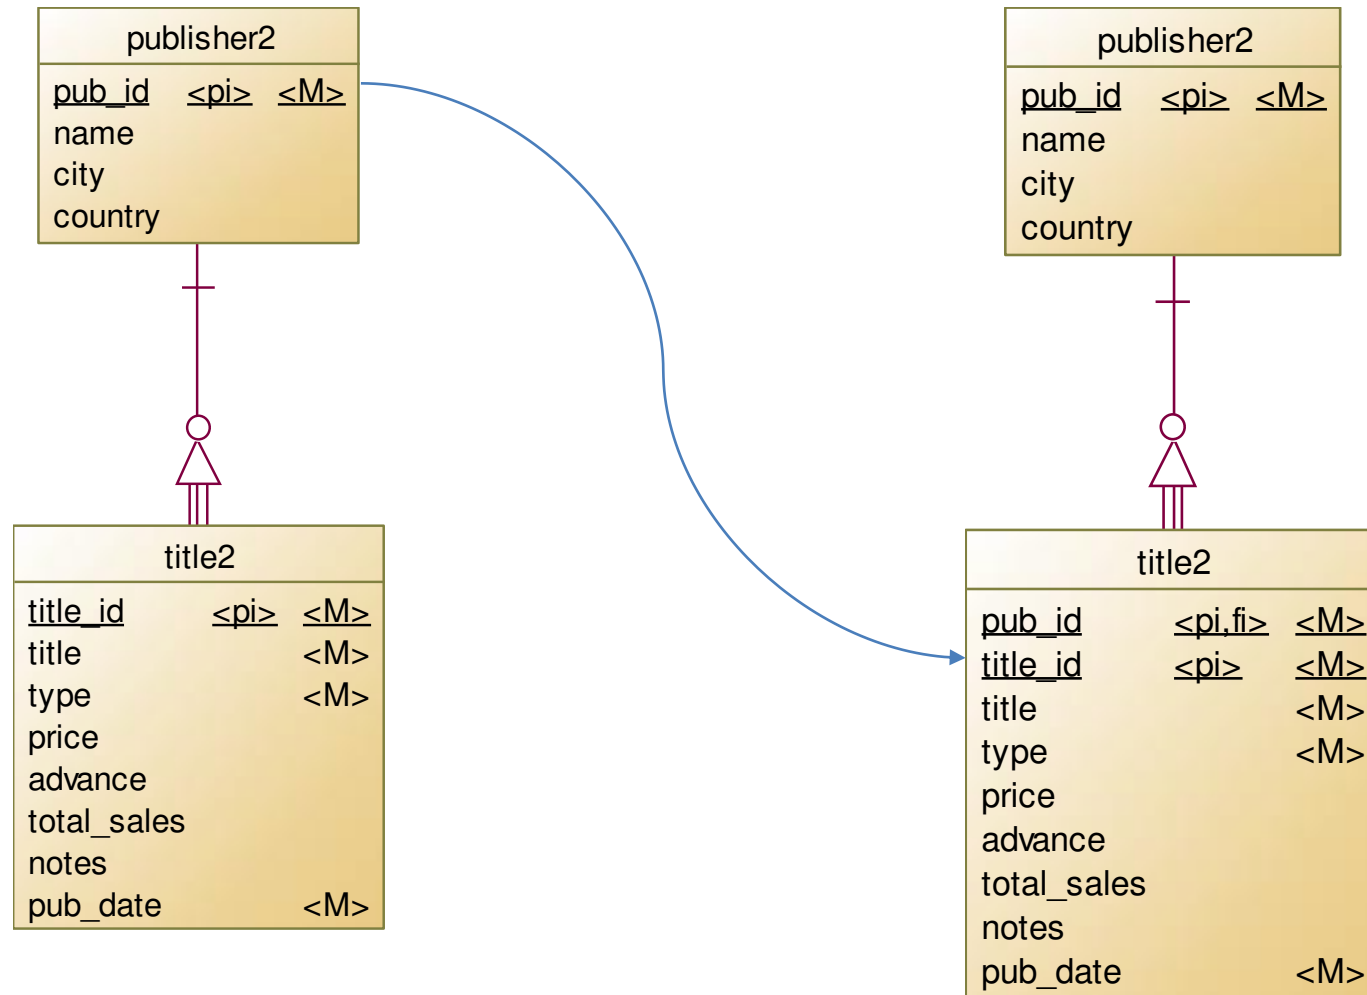 publisher2
pub_id <pi> <M>
name
city
country
title2
title_id <pi> <M>
title <M>
type <M>
price
advance
total_sales
notes
pub_date <M>
publisher2
pub_id <pi> <M>
name
city
country
title2
pub_id <pi,fi> <M>
title_id <pi> <M>
title <M>
type <M>
price
advance
total_sales
notes
pub_date <M>